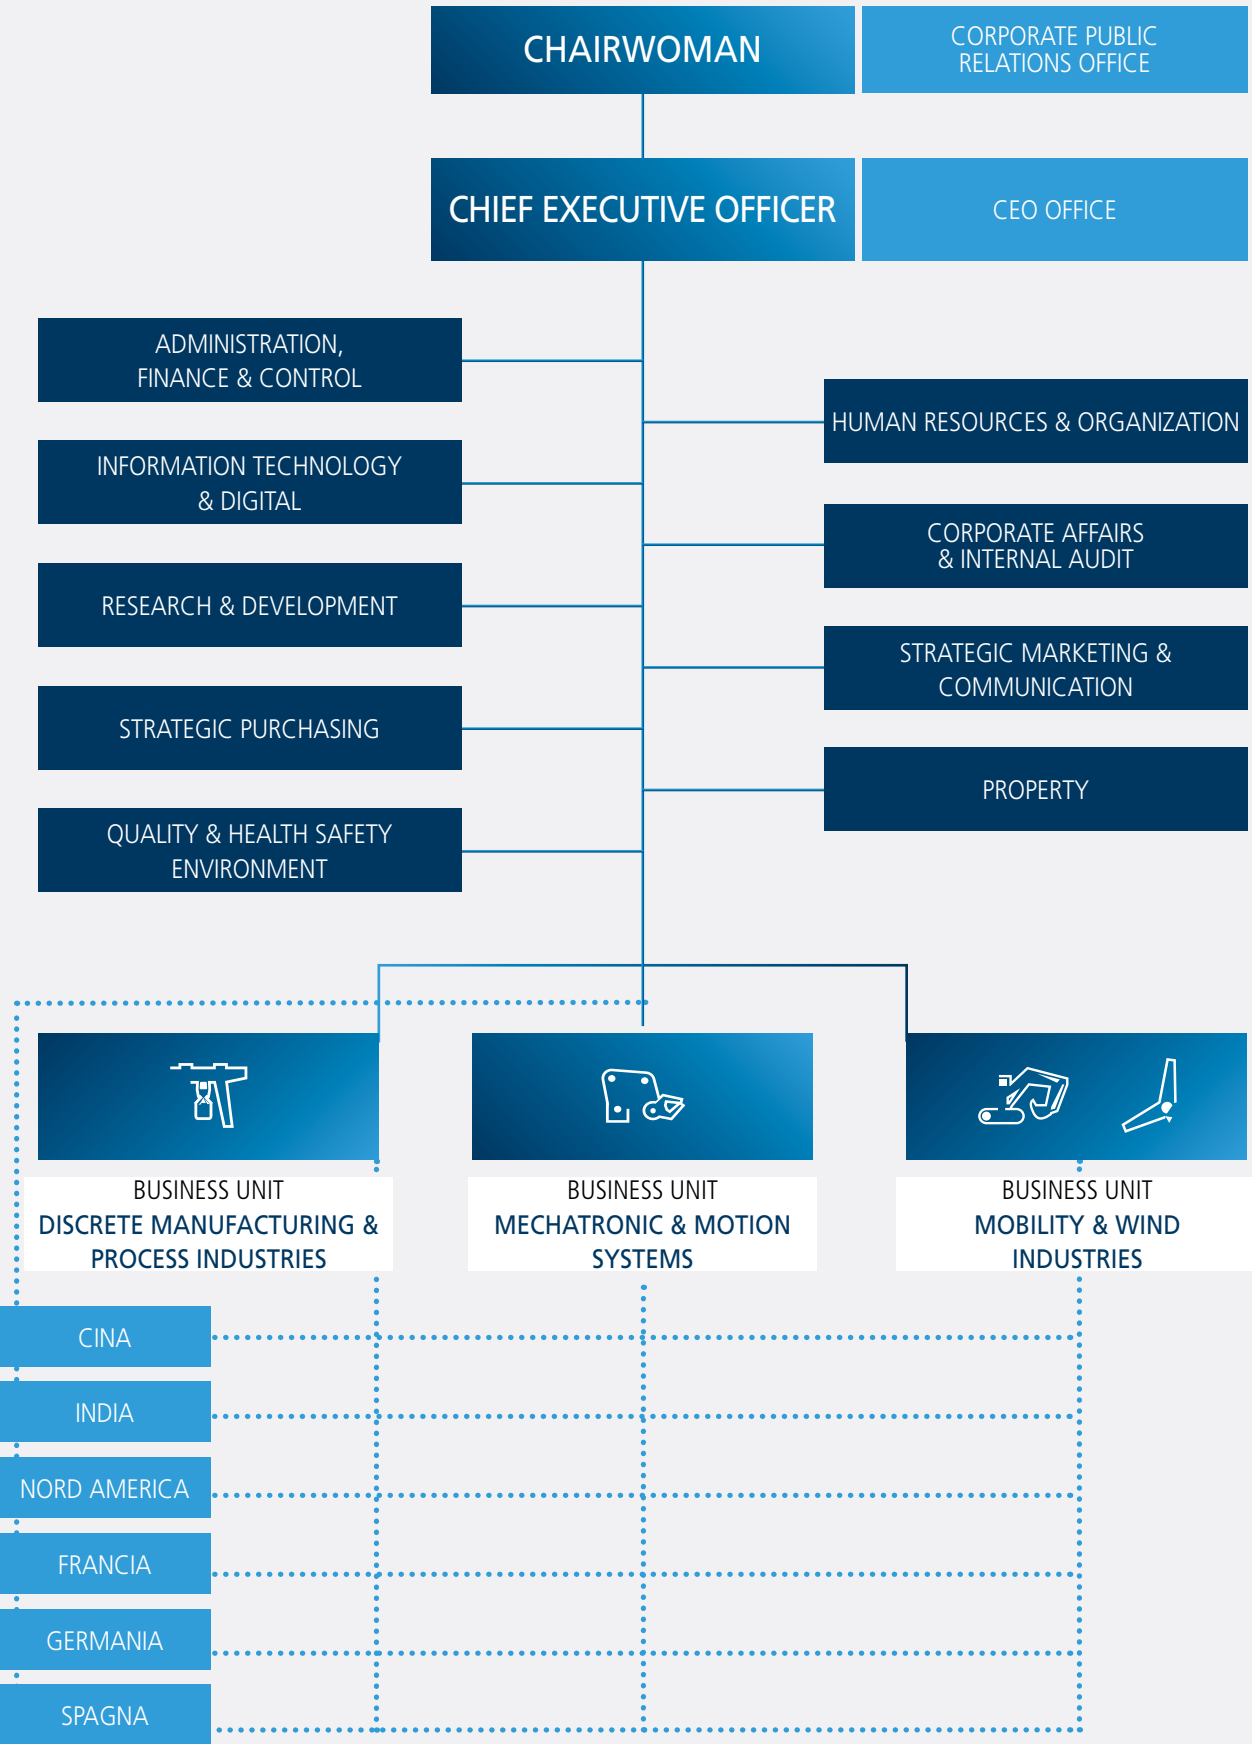 CHAIRWOMAN
CORPORATE PUBLIC
RELATIONS OFFICE
CHIEF EXECUTIVE OFFICER
CEO OFFICE
ADMINISTRATION,
FINANCE & CONTROL
HUMAN RESOURCES & ORGANIZATION
INFORMATION TECHNOLOGY
& DIGITAL
CORPORATE AFFAIRS
& INTERNAL AUDIT
RESEARCH & DEVELOPMENT
STRATEGIC MARKETING &
COMMUNICATION
STRATEGIC PURCHASING
PROPERTY
QUALITY & HEALTH SAFETY
ENVIRONMENT
BUSINESS UNIT
DISCRETE MANUFACTURING &
PROCESS INDUSTRIES
BUSINESS UNIT
MECHATRONIC & MOTION
SYSTEMS
BUSINESS UNIT
MOBILITY & WIND
INDUSTRIES
CINA
INDIA
NORD AMERICA
FRANCIA
GERMANIA
SPAGNA